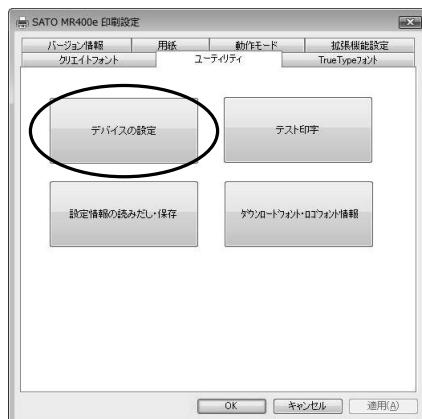 SATO MR400e 印刷設定
バージョン情報 用紙 動作モード 拡張機能設定
クリエイトフォント ユーティリティ TrueTypeフォント
デバイスの設定 テスト印字
設定情報の読みだし・保存 ダウンロードフォント・ロゴフォント情報
OK キャンセル 適用(A)